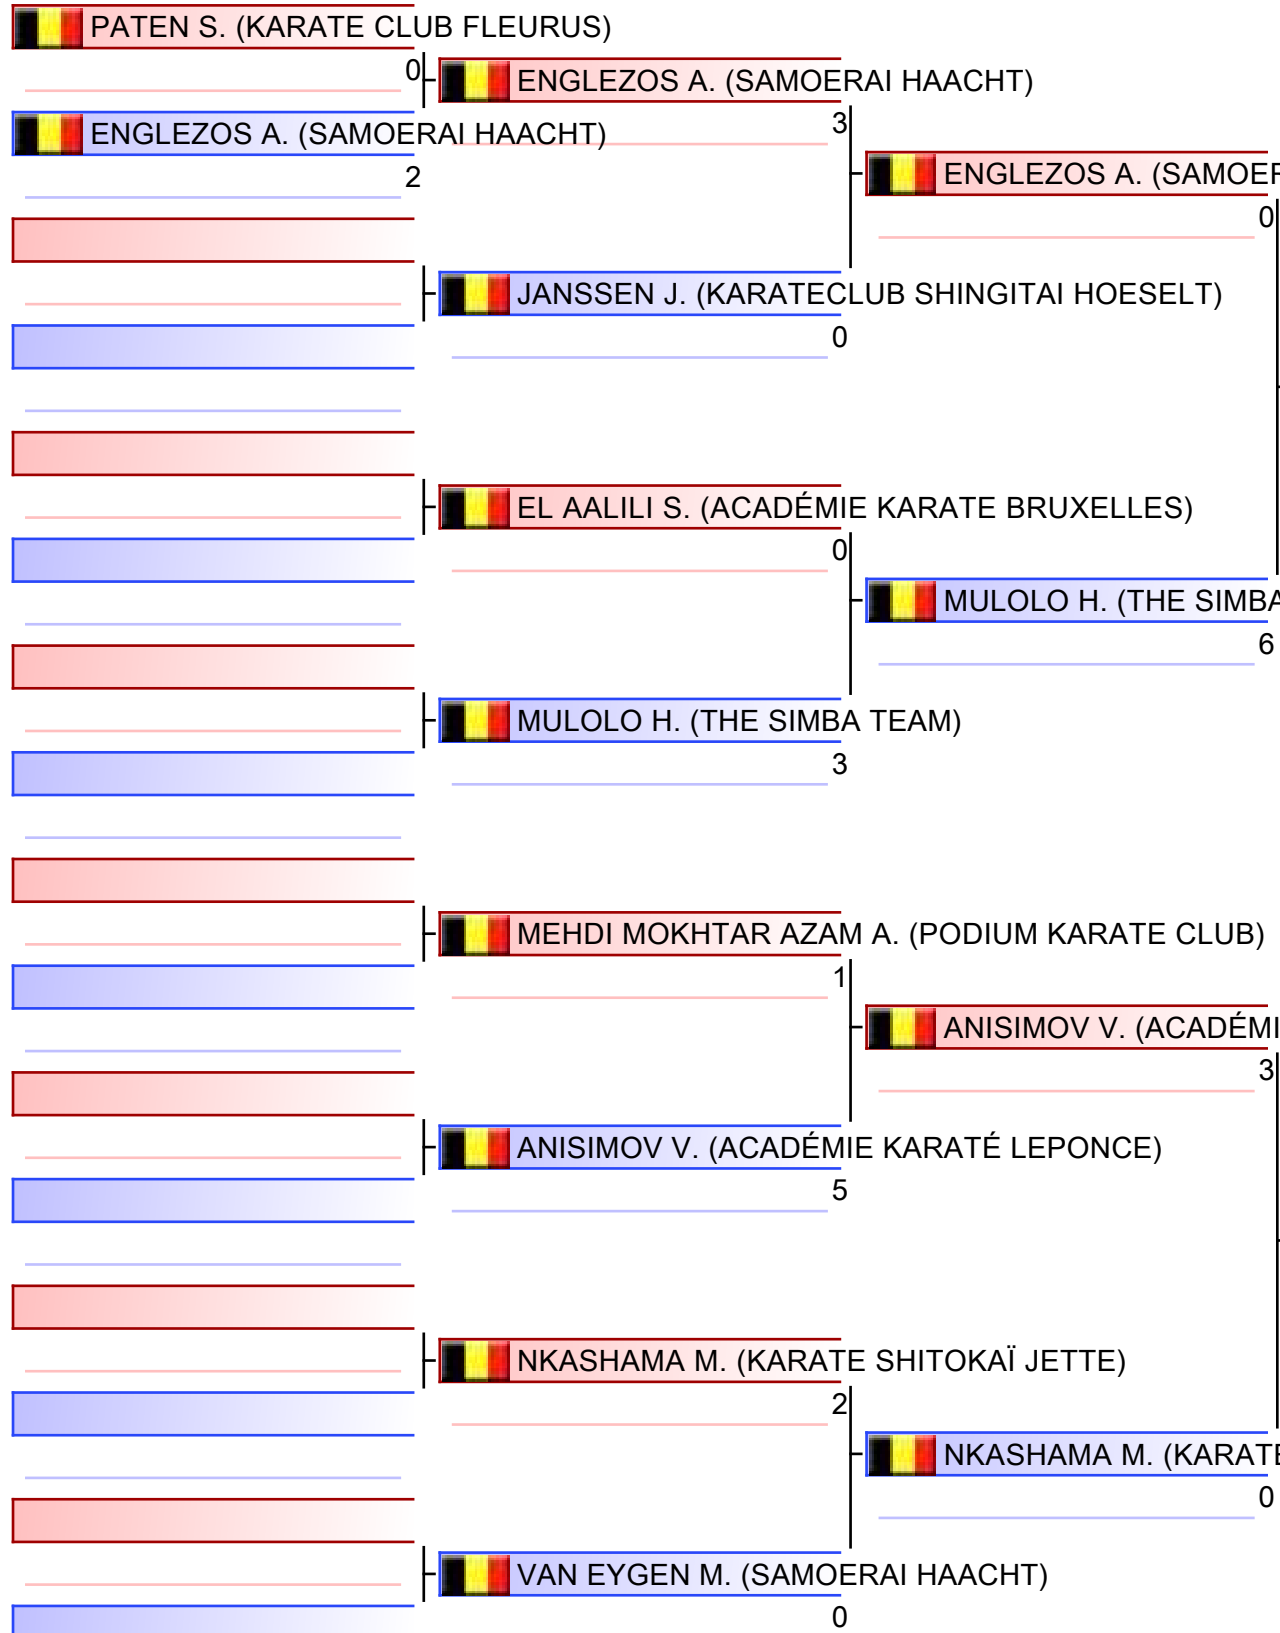 PATEN S. (KARATE CLUB FLEURUS)
0
ENGLEZOS A. (SAMOERAI HAACHT)
2
ENGLEZOS A. (SAMOERAI HAACHT)
3
JANSSEN J. (KARATECLUB SHINGITAI HOESELT)
0
EL AALILI S. (ACADÉMIE KARATE BRUXELLES)
0
MULOLO H. (THE SIMBA TEAM)
3
MEHDI MOKHTAR AZAM A. (PODIUM KARATE CLUB)
1
ANISIMOV V. (ACADÉMIE KARATÉ LEPONCE)
5
NKASHAMA M. (KARATE SHITOKAÏ JETTE)
2
VAN EYGEN M. (SAMOERAI HAACHT)
0
ENGLEZOS A. (SAMOER
0
MULOLO H. (THE SIMBA
6
ANISIMOV V. (ACADÉMI
3
NKASHAMA M. (KARATE
0